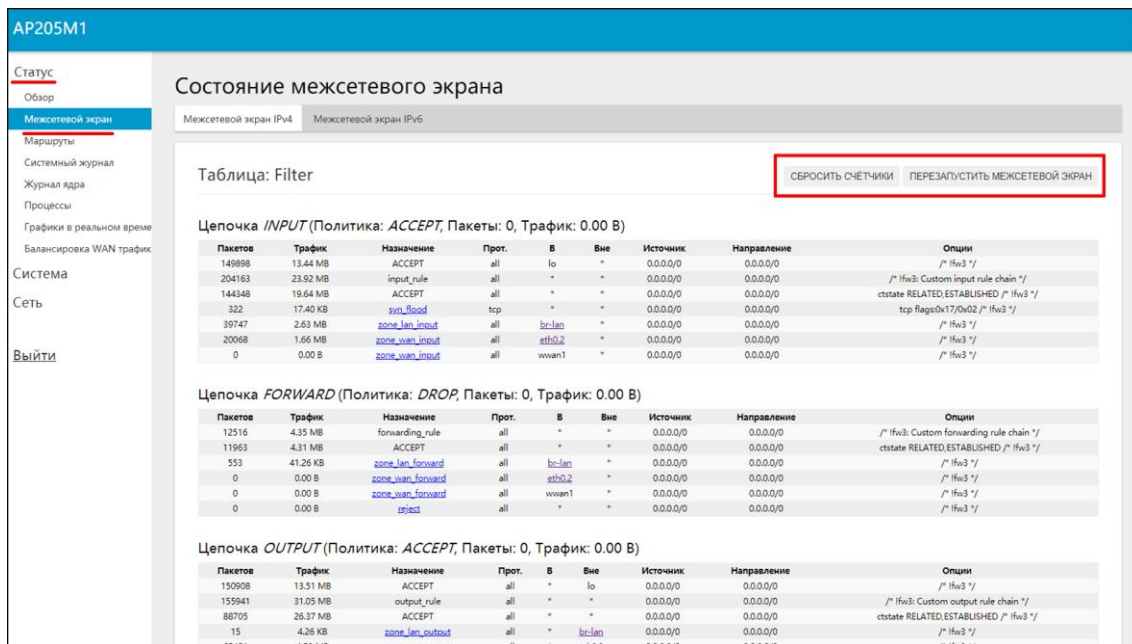 AP205M1
Статус
Обзор
Межсетевой экран
Маршруты
Системный журнал
Журнал ядра
Процессы
Графики в реальном време
Балансировка WAN трафик
Система
Сеть
Выйти
Состояние межсетевого экрана
Межсетевой экран IPv4 Межсетевой экран IPv6
Таблица: Filter
СБРОСИТЬ СЧЁТЧИКИ ПЕРЕЗАПУСТИТЬ МЕЖСЕТЕВОЙ ЭКРАН
Цепочка INPUT (Политика: ACCEPT, Пакеты: 0, Трафик: 0.00 B)
Пакетов Трафик Назначение Прот. В Вне Источник Направление Опции
149898 13.44 MB ACCEPT all lo * 0.0.0.0/0 0.0.0.0/0 /* !fw3 */
204163 23.92 MB input_rule all * * 0.0.0.0/0 0.0.0.0/0 /* !fw3: Custom input rule chain */
144348 19.64 MB ACCEPT all * * 0.0.0.0/0 0.0.0.0/0 ctstate RELATED,ESTABLISHED /* !fw3 */
322 17.40 KB syn_flood tcp * * 0.0.0.0/0 0.0.0.0/0 tcp flags:0x17/0x02 /* !fw3 */
39747 2.63 MB zone_lan_input all br-lan * 0.0.0.0/0 0.0.0.0/0 /* !fw3 */
20068 1.66 MB zone_wan_input all eth0.2 * 0.0.0.0/0 0.0.0.0/0 /* !fw3 */
0 0.00 B zone_wan_input all wwan1 * 0.0.0.0/0 0.0.0.0/0 /* !fw3 */
Цепочка FORWARD (Политика: DROP, Пакеты: 0, Трафик: 0.00 B)
Пакетов Трафик Назначение Прот. В Вне Источник Направление Опции
12516 4.35 MB forwarding_rule all * * 0.0.0.0/0 0.0.0.0/0 /* !fw3: Custom forwarding rule chain */
11963 4.31 MB ACCEPT all * * 0.0.0.0/0 0.0.0.0/0 ctstate RELATED,ESTABLISHED /* !fw3 */
553 41.26 KB zone_lan_forward all br-lan * 0.0.0.0/0 0.0.0.0/0 /* !fw3 */
0 0.00 B zone_wan_forward all eth0.2 * 0.0.0.0/0 0.0.0.0/0 /* !fw3 */
0 0.00 B zone_wan_forward all wwan1 * 0.0.0.0/0 0.0.0.0/0 /* !fw3 */
0 0.00 B reject all * * 0.0.0.0/0 0.0.0.0/0 /* !fw3 */
Цепочка OUTPUT (Политика: ACCEPT, Пакеты: 0, Трафик: 0.00 B)
Пакетов Трафик Назначение Прот. В Вне Источник Направление Опции
150908 13.51 MB ACCEPT all * lo 0.0.0.0/0 0.0.0.0/0 /* !fw3 */
155941 31.05 MB output_rule all * * 0.0.0.0/0 0.0.0.0/0 /* !fw3: Custom output rule chain */
88705 26.37 MB ACCEPT all * * 0.0.0.0/0 0.0.0.0/0 ctstate RELATED,ESTABLISHED /* !fw3 */
15 4.26 KB zone_lan_output all * br-lan 0.0.0.0/0 0.0.0.0/0 /* !fw3 */